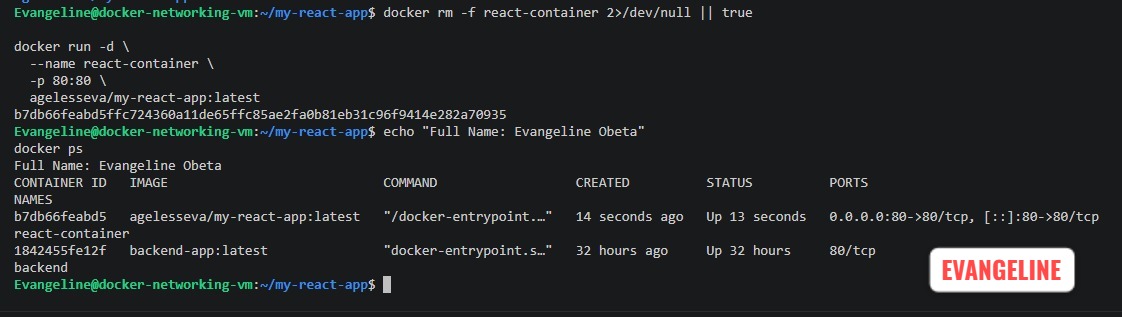 Evangeline@docker-networking-vm:~/my-react-app$ docker rm -f react-container 2>/dev/null || true
docker run -d \
  --name react-container \
  -p 80:80 \
  agelesseva/my-react-app:latest
b7db66feabd5ffc724360a11de65ffc85ae2fa0b81eb31c96f9414e282a70935
Evangeline@docker-networking-vm:~/my-react-app$ echo "Full Name: Evangeline Obeta"
docker ps
Full Name: Evangeline Obeta
CONTAINER ID   IMAGE                            COMMAND                  CREATED          STATUS          PORTS
NAMES
b7db66feabd5   agelesseva/my-react-app:latest   "/docker-entrypoint.…"   14 seconds ago   Up 13 seconds   0.0.0.0:80->80/tcp, [::]:80->80/tcp
react-container
1842455fe12f   backend-app:latest               "docker-entrypoint.s…"   32 hours ago     Up 32 hours     80/tcp
backend
Evangeline@docker-networking-vm:~/my-react-app$
EVANGELINE